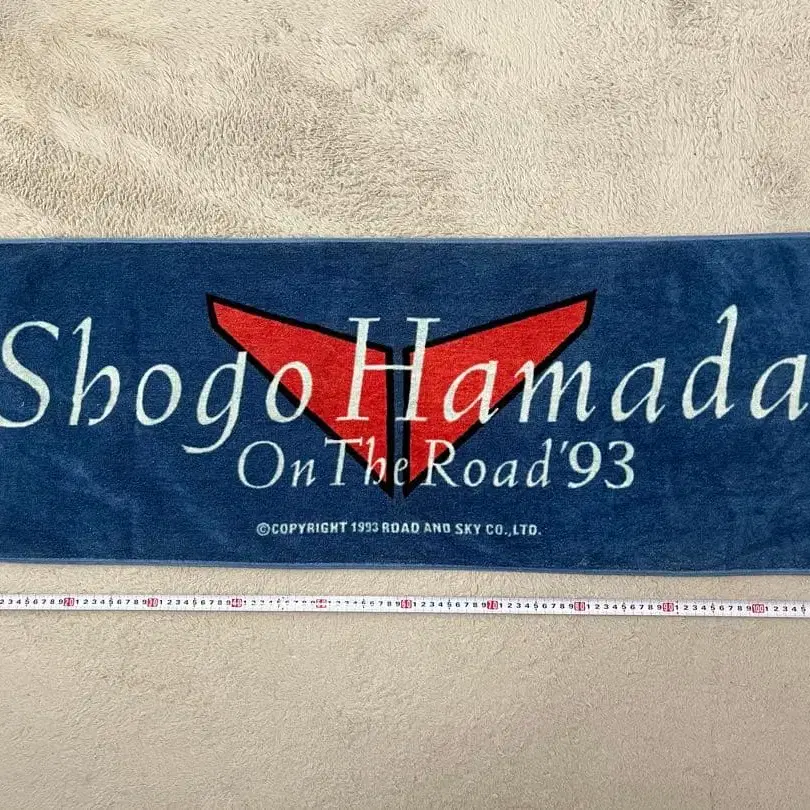 Shogo Hamada
On The Road '93
©COPYRIGHT 1993 ROAD AND SKY CO.,LTD.